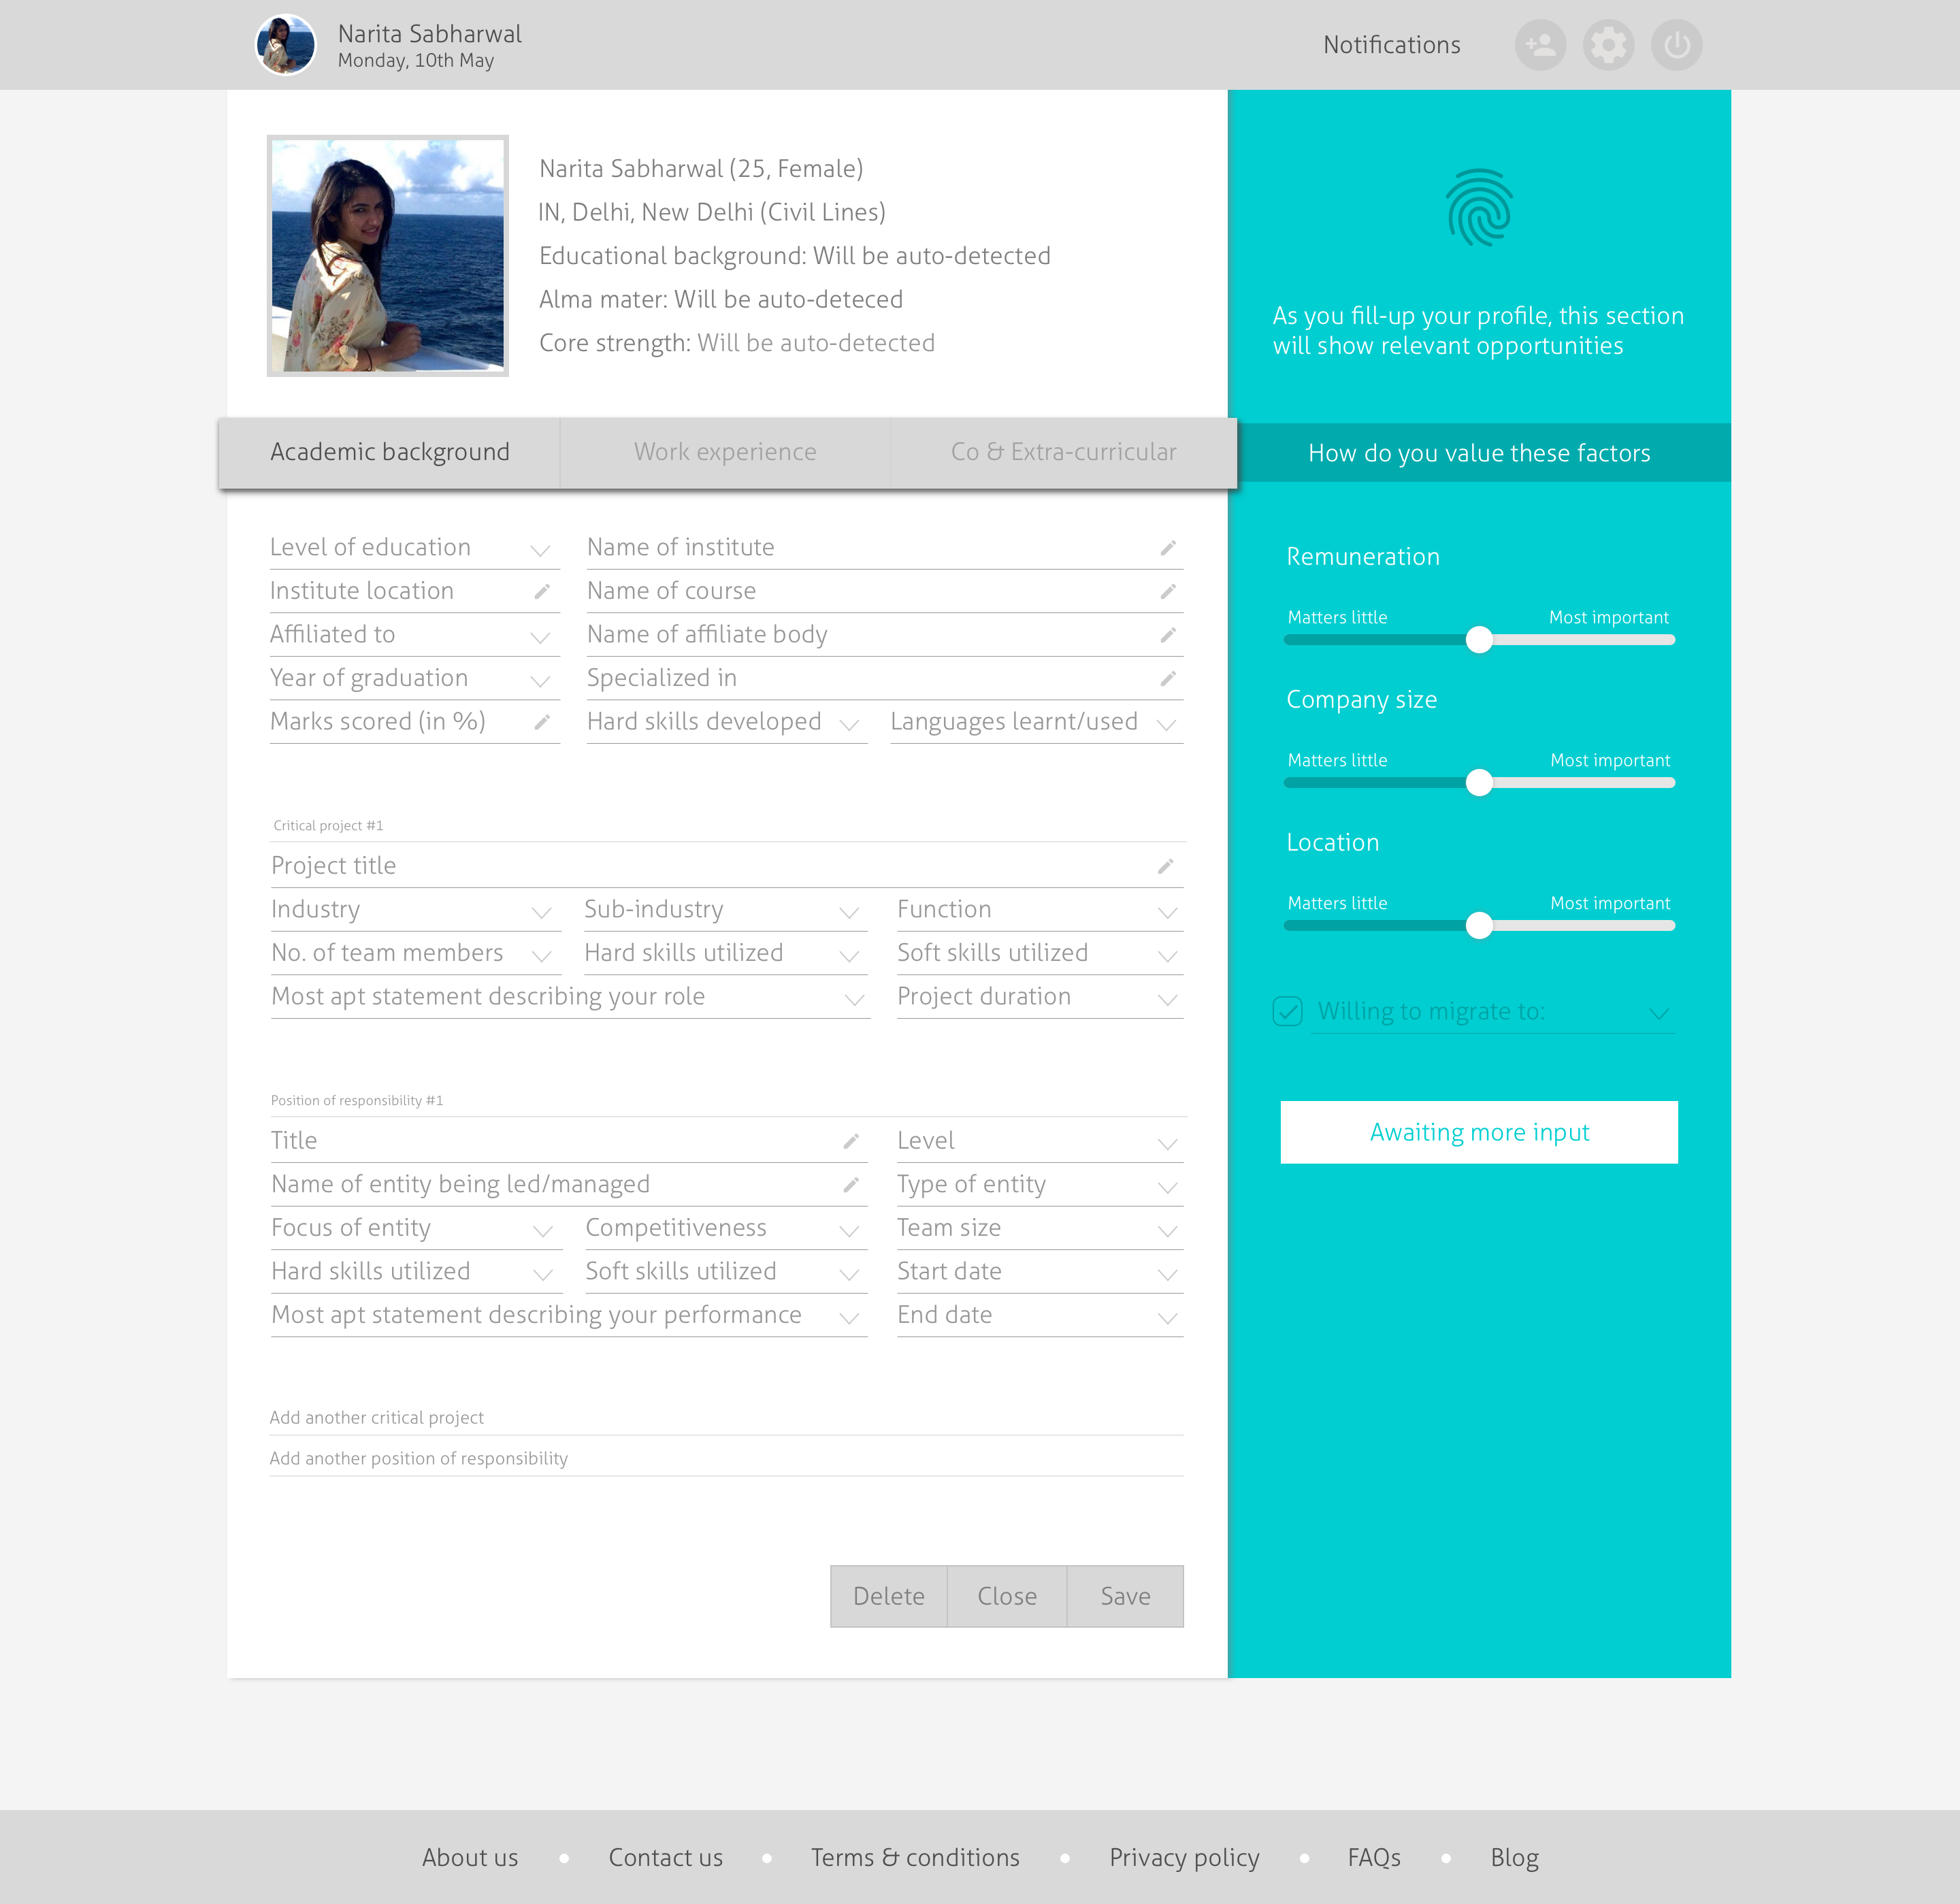 Narita Sabharwal
Monday, 10th May
Notifications
Narita Sabharwal (25, Female)
IN, Delhi, New Delhi (Civil Lines)
Educational background: Will be auto-detected
Alma mater: Will be auto-deteced
Core strength: Will be auto-detected
As you fill-up your profile, this section
will show relevant opportunities
Academic background
Work experience
Co & Extra-curricular
How do you value these factors
Level of education
Name of institute
Institute location
Name of course
Affiliated to
Name of affiliate body
Year of graduation
Specialized in
Marks scored (in %)
Hard skills developed
Languages learnt/used
Critical project #1
Project title
Industry
Sub-industry
Function
No. of team members
Hard skills utilized
Soft skills utilized
Most apt statement describing your role
Project duration
Position of responsibility #1
Title
Level
Name of entity being led/managed
Type of entity
Focus of entity
Competitiveness
Team size
Hard skills utilized
Soft skills utilized
Start date
Most apt statement describing your performance
End date
Add another critical project
Add another position of responsibility
Delete
Close
Save
Remuneration
Matters little
Most important
Company size
Matters little
Most important
Location
Matters little
Most important
Willing to migrate to:
Awaiting more input
About us
Contact us
Terms & conditions
Privacy policy
FAQs
Blog